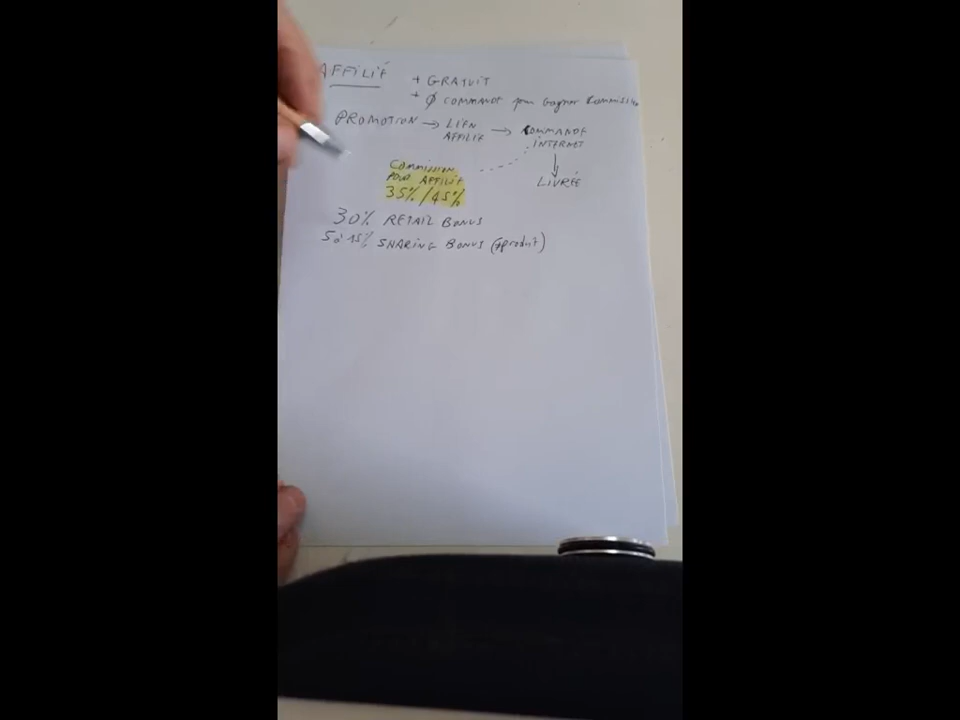 AFFILIÉ
+ GRATUIT
+ Ø COMMANDE pour Gagner Commission
PROMOTION → LIEN AFFILIÉ → COMMANDE INTERNET
LIVRÉE
COMMISSION
POUR AFFILIÉ
35% / 45%
30% RETAIL BONUS
5 à 15% SHARING BONUS (produit)